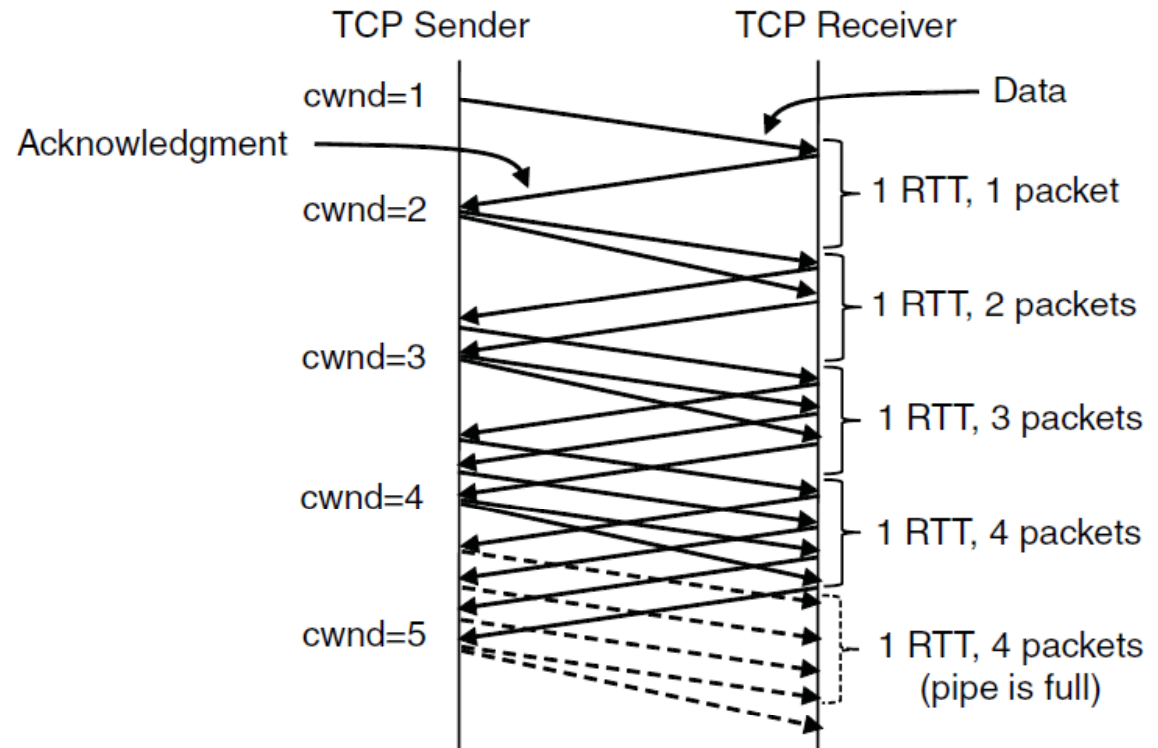 TCP Sender
TCP Receiver
cwnd=1
Data
Acknowledgment
1 RTT, 1 packet
cwnd=2
1 RTT, 2 packets
cwnd=3
1 RTT, 3 packets
cwnd=4
1 RTT, 4 packets
cwnd=5
1 RTT, 4 packets
(pipe is full)